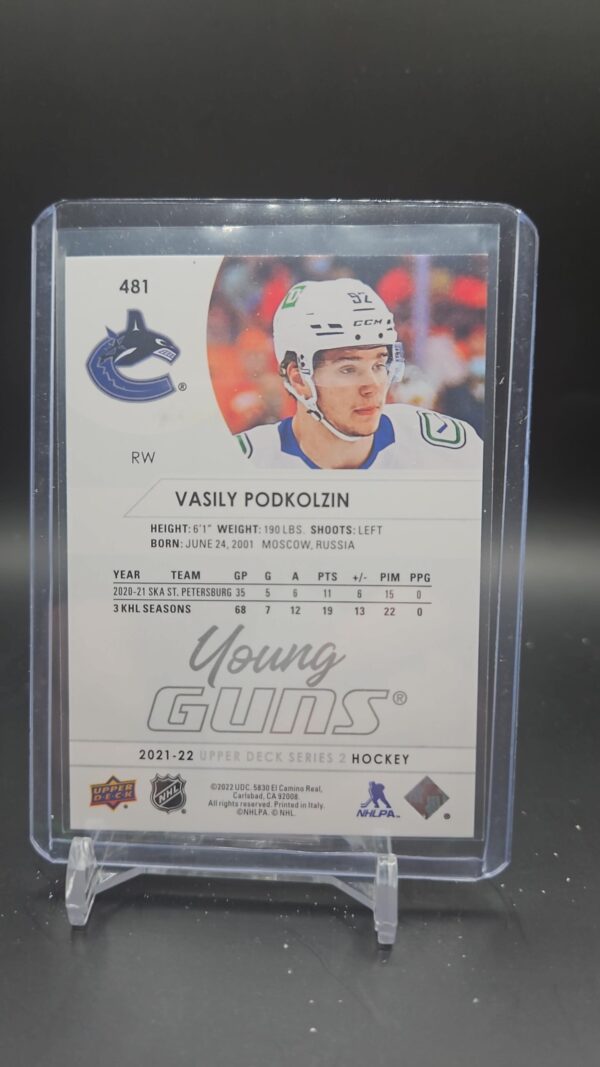 481
92
CCM
®
RW
VASILY PODKOLZIN
HEIGHT: 6'1" WEIGHT: 190 LBS. SHOOTS: LEFT
BORN: JUNE 24, 2001 MOSCOW, RUSSIA
YEAR TEAM GP G A PTS +/- PIM PPG
2020-21 SKA ST. PETERSBURG 35 5 6 11 6 15 0
3 KHL SEASONS 68 7 12 19 13 22 0
Young
GUNS®
2021-22 UPPER DECK SERIES 2 HOCKEY
UPPER DECK
NHL
©2022 UDC. 5830 El Camino Real,
Carlsbad, CA 92008.
All rights reserved. Printed in Italy.
©NHLPA. © NHL.
NHLPA™
®